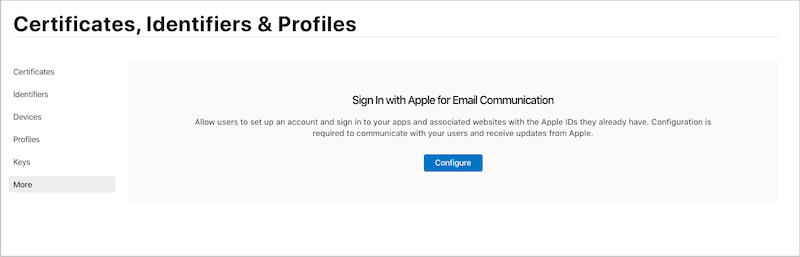 Certificates, Identifiers & Profiles
Certificates
Identifiers
Devices
Profiles
Keys
More
Sign In with Apple for Email Communication
Allow users to set up an account and sign in to your apps and associated websites with the Apple IDs they already have. Configuration is
required to communicate with your users and receive updates from Apple.
Configure